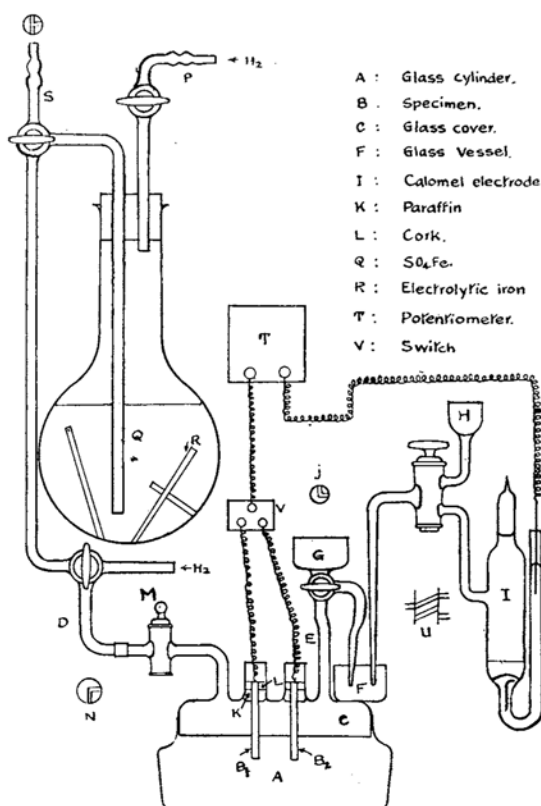 S
P
← H₂
A : Glass cylinder.
B . Specimen.
C : Glass cover.
F : Glass Vessel.
I : Calomel electrode
K : Paraffin
L : Cork.
Q : SO₄Fe.
R : Electrolytic iron
T : Potentiometer.
V : Switch
T
H
Q
R
j
V
G
← H₂
M
I
U
D
E
F
L
N
K
C
B₁
A
B₂